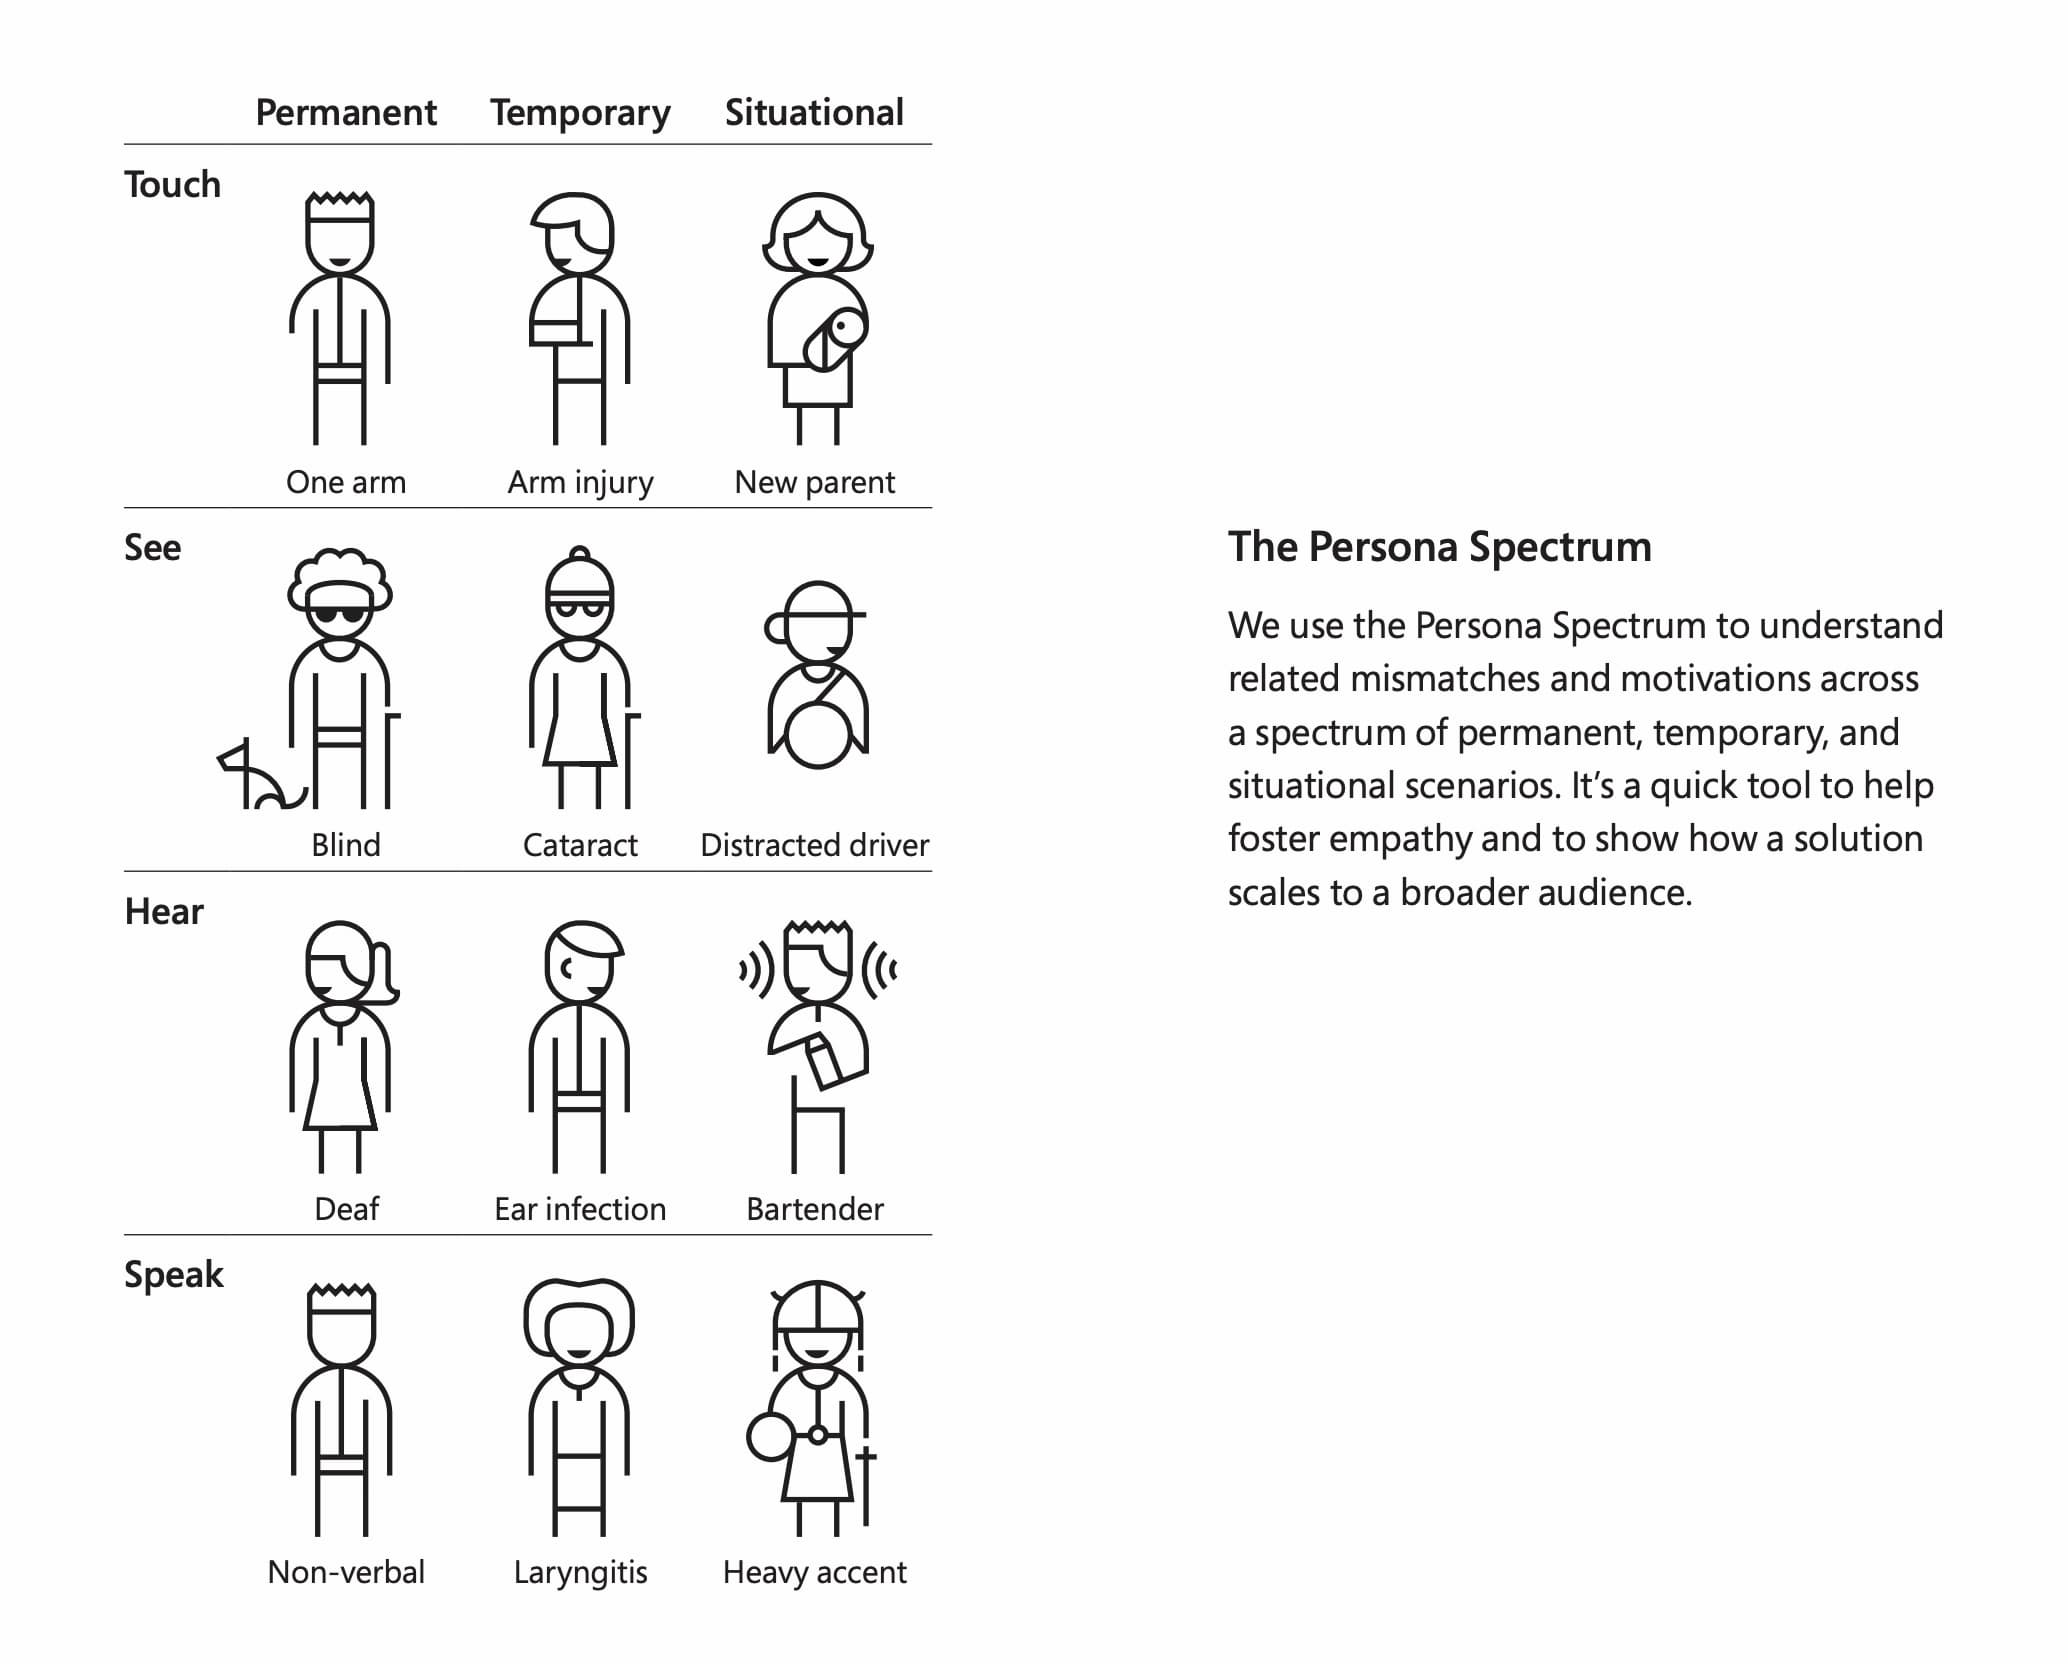 Permanent Temporary Situational
Touch
One arm Arm injury New parent
See
Blind Cataract Distracted driver
Hear
Deaf Ear infection Bartender
Speak
Non-verbal Laryngitis Heavy accent
The Persona Spectrum
We use the Persona Spectrum to understand
related mismatches and motivations across
a spectrum of permanent, temporary, and
situational scenarios. It’s a quick tool to help
foster empathy and to show how a solution
scales to a broader audience.